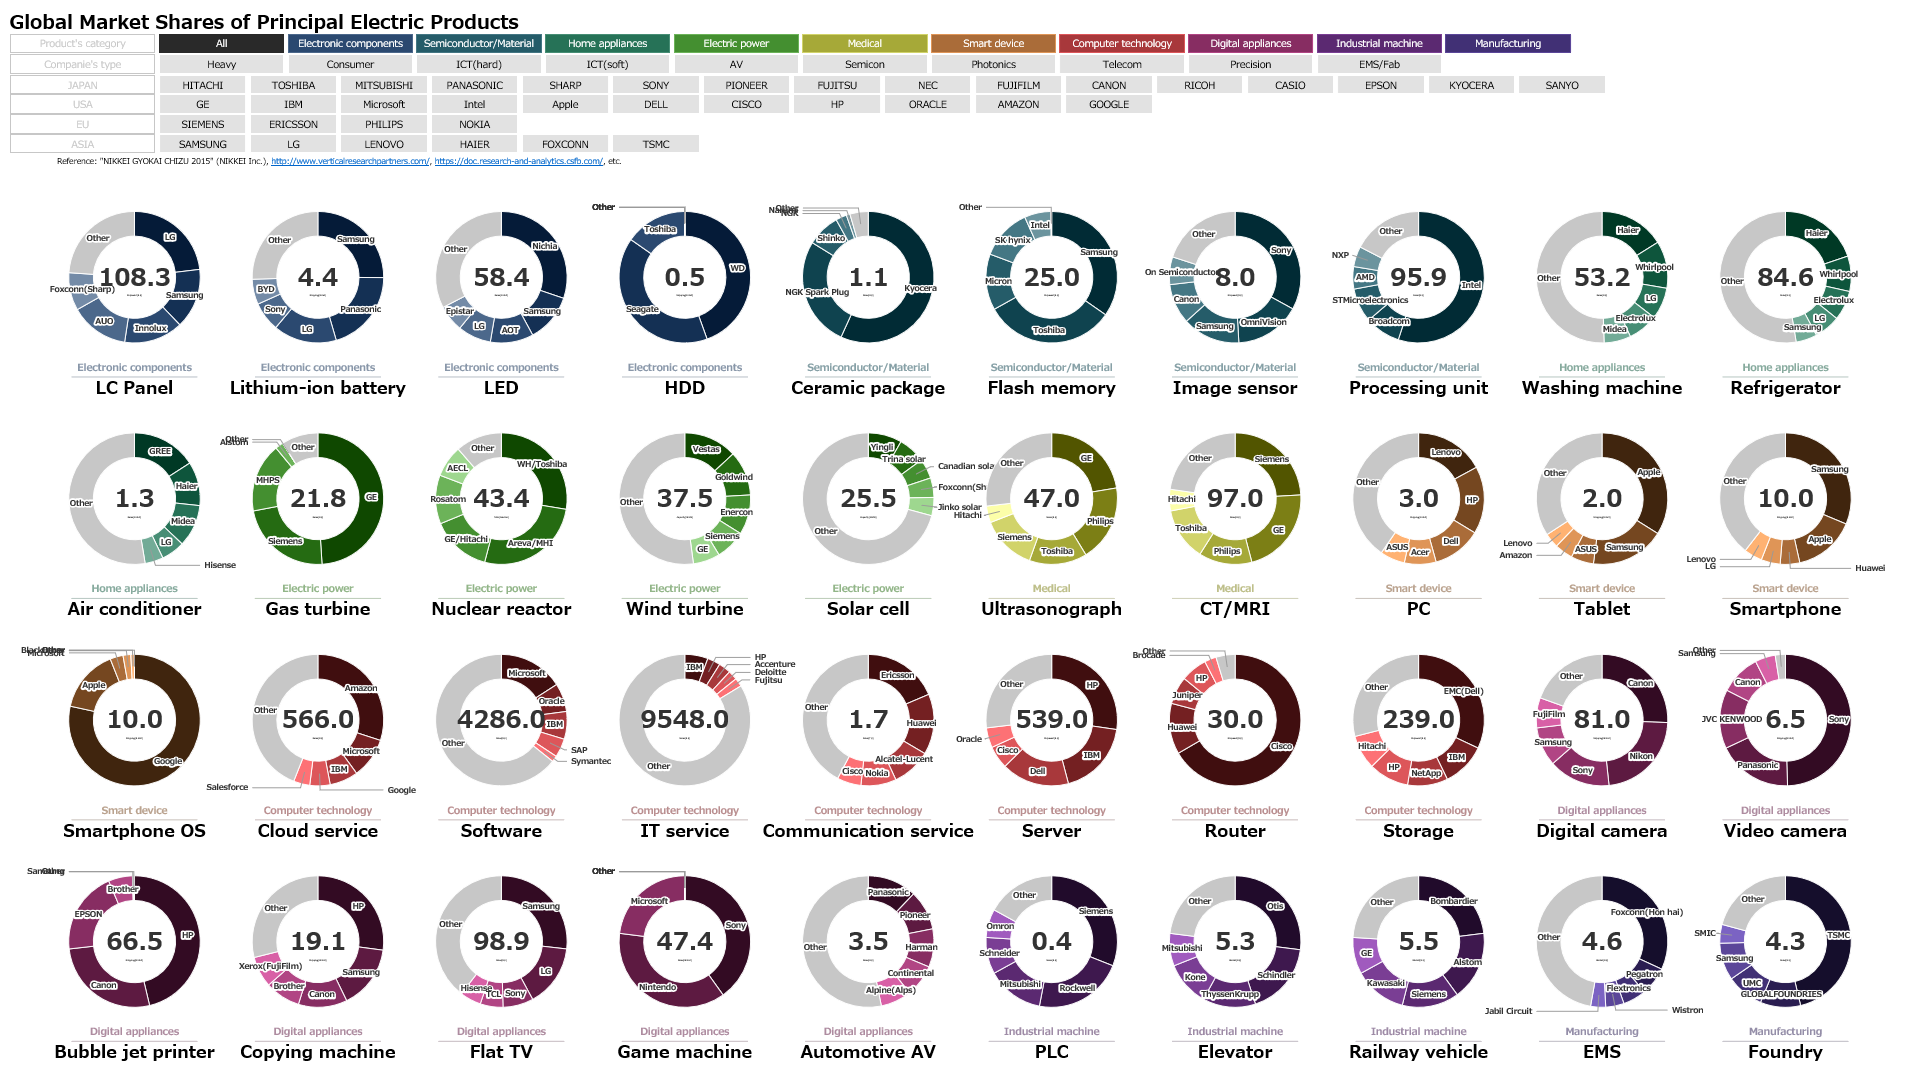 Global Market Shares of Principal Electric Products
Product's category All Electronic components Semiconductor/Material Home appliances Electric power Medical Smart device Computer technology Digital appliances Industrial machine Manufacturing
Companie's type Heavy Consumer ICT(hard) ICT(soft) AV Semicon Photonics Telecom Precision EMS/Fab
JAPAN HITACHI TOSHIBA MITSUBISHI PANASONIC SHARP SONY PIONEER FUJITSU NEC FUJIFILM CANON RICOH CASIO EPSON KYOCERA SANYO
USA GE IBM Microsoft Intel Apple DELL CISCO HP ORACLE AMAZON GOOGLE
EU SIEMENS ERICSSON PHILIPS NOKIA
ASIA SAMSUNG LG LENOVO HAIER FOXCONN TSMC
Reference: "NIKKEI GYOKAI CHIZU 2015" (NIKKEI Inc.), http://www.verticalresearchpartners.com/, https://doc.research-and-analytics.csfb.com/, etc.
LG Samsung Innolux AUO Foxconn(Sharp) Other 108.3
Samsung Panasonic LG Sony BYD Other 4.4
Nichia Samsung AOT LG Epistar Other 58.4
WD Seagate Toshiba Other 0.5
Kyocera NGK Spark Plug Shinko NGK Other 1.1
Samsung Toshiba Micron SK hynix Intel Other 25.0
Sony OmniVision Samsung Canon On Semiconductor Other 8.0
Intel Broadcom STMicroelectronics AMD NXP Other 95.9
Haier Whirlpool LG Electrolux Midea Other 53.2
Haier Whirlpool Electrolux LG Samsung Other 84.6
Electronic components Electronic components Electronic components Electronic components Semiconductor/Material Semiconductor/Material Semiconductor/Material Semiconductor/Material Home appliances Home appliances
LC Panel Lithium-ion battery LED HDD Ceramic package Flash memory Image sensor Processing unit Washing machine Refrigerator
GREE Haier Midea LG Hisense Other 1.3
GE Siemens MHPS Alstom Other 21.8
WH/Toshiba Areva/MHI GE/Hitachi Rosatom AECL Other 43.4
Vestas Goldwind Enercon Siemens GE Other 37.5
Yingli Trina solar Canadian sola Foxconn(Sh Jinko solar Other 25.5
GE Philips Toshiba Siemens Hitachi Other 47.0
Siemens GE Philips Toshiba Hitachi Other 97.0
Lenovo HP Dell Acer ASUS Other 3.0
Apple Samsung ASUS Amazon Lenovo Other 2.0
Samsung Apple Huawei LG Lenovo Other 10.0
Home appliances Electric power Electric power Electric power Electric power Medical Medical Smart device Smart device Smart device
Air conditioner Gas turbine Nuclear reactor Wind turbine Solar cell Ultrasonograph CT/MRI PC Tablet Smartphone
Google Apple Microsoft Other 10.0
Amazon Microsoft IBM Google Salesforce Other 566.0
Microsoft Oracle IBM SAP Symantec Other 4286.0
IBM HP Accenture Deloitte Fujitsu Other 9548.0
Ericsson Huawei Alcatel-Lucent Nokia Cisco Other 1.7
HP IBM Dell Cisco Oracle Other 539.0
Cisco Huawei Juniper HP Brocade Other 30.0
EMC(Dell) IBM NetApp HP Hitachi Other 239.0
Canon Nikon Sony Samsung FujiFilm Other 81.0
Sony Panasonic JVC KENWOOD Canon Samsung Other 6.5
Smart device Computer technology Computer technology Computer technology Computer technology Computer technology Computer technology Computer technology Digital appliances Digital appliances
Smartphone OS Cloud service Software IT service Communication service Server Router Storage Digital camera Video camera
HP Canon EPSON Brother Samsung Other 66.5
HP Samsung Canon Brother Xerox(FujiFilm) Other 19.1
Samsung LG Sony TCL Hisense Other 98.9
Sony Nintendo Microsoft Other 47.4
Panasonic Pioneer Harman Continental Alpine(Alps) Other 3.5
Siemens Rockwell Mitsubishi Schneider Omron Other 0.4
Otis Schindler ThyssenKrupp Kone Mitsubishi Other 5.3
Bombardier Alstom Siemens Kawasaki GE Other 5.5
Foxconn(Hon hai) Pegatron Flextronics Wistron Jabil Circuit Other 4.6
TSMC GLOBALFOUNDRIES UMC Samsung SMIC Other 4.3
Digital appliances Digital appliances Digital appliances Digital appliances Digital appliances Industrial machine Industrial machine Industrial machine Manufacturing Manufacturing
Bubble jet printer Copying machine Flat TV Game machine Automotive AV PLC Elevator Railway vehicle EMS Foundry